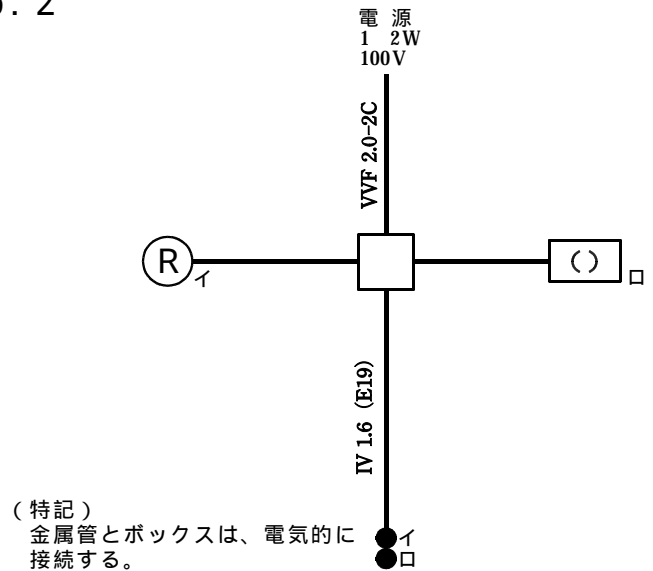 . 2
電 源
1 2W
100V
VVF 2.0-2C
R
イ
( )
ロ
IV 1.6 (E19)
(特記)
金属管とボックスは、電気的に
接続する。
イ
ロ